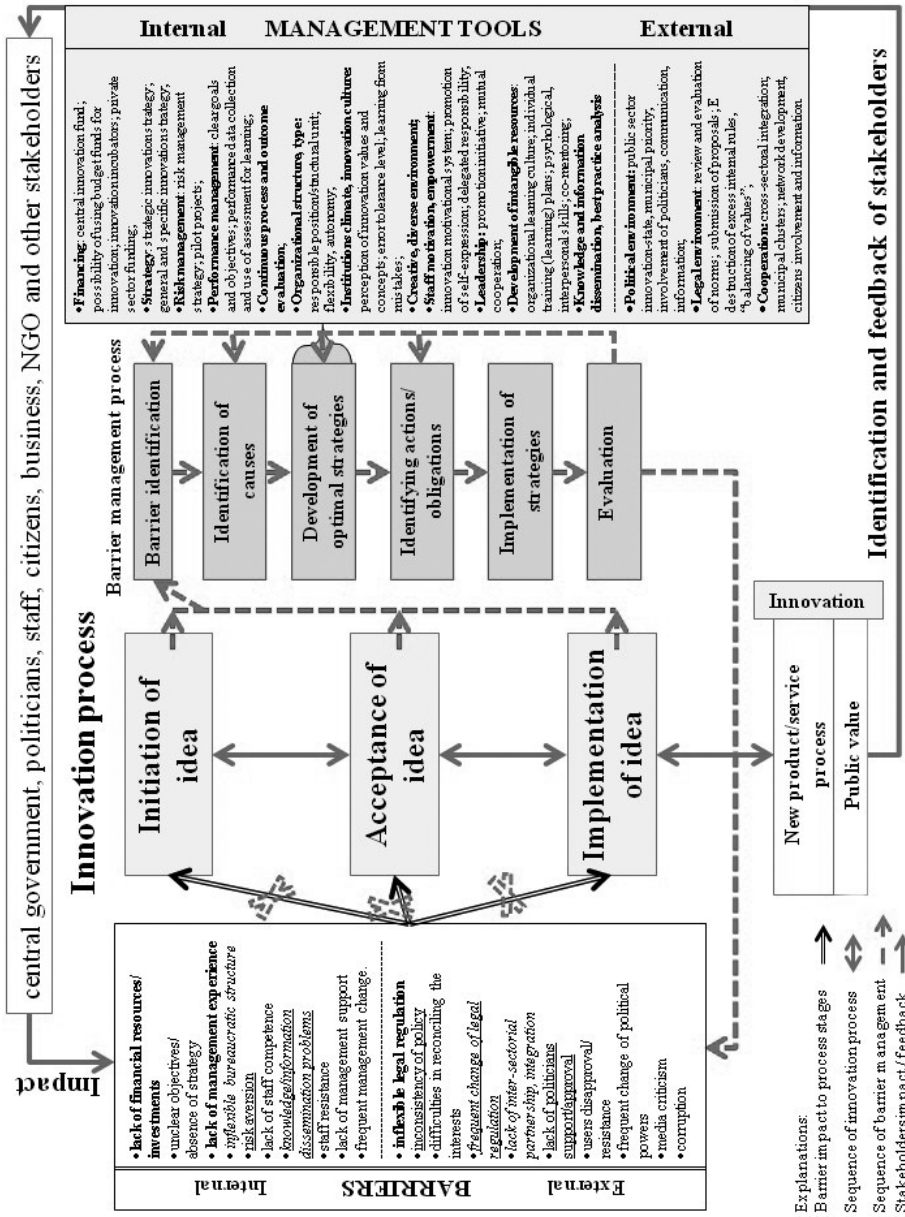 central government, politicians, staff, citizens, business, NGO and other stakeholders
Impact
Innovation process
BARRIERS
Internal
External
• lack of financial resources/
investments
• unclear objectives/
absence of strategy
• lack of management experience
• inflexible bureaucratic structure
• risk aversion
• lack of staff competence
• knowledge/information
dissemination problems
• staff resistance
• lack of management support
• frequent management change.
• inflexible legal regulation
• inconsistency of policy
• difficulties in reconciling the
interests
• frequent change of legal
regulation
• lack of inter-sectorial
partnership, integration
• lack of politicians
support/approval
• users disapproval/
resistance
• frequent change of political
powers
• media criticism
• coorruption
Initiation of
idea
Acceptance of
idea
Implementation
of idea
Innovation
New product/service
process
Public value
Barrier management process
Barrier identification
Identification of
causes
Development of
optimal strategies
Identifying actions/
obligations
Implementation of
strategies
Evaluation
• Financing: central innovation fund;
possibility of using budget funds for
innovation; innovation incubators; private
sector funding;
• Strategy: strategic innovation strategy;
general and specific innovation strategy;
• Risk management: risk management
strategy; pilot projects;
• Performance management: clear goals
and objectives; performance data collection
and use of assessment for learning;
• Continuous process and outcome
evaluation;
• Organizational structure, type:
responsible position/structural unit;
flexibility, autonomy;
• Institutions climate, innovation culture:
perception of innovation values and
concepts; error tolerance level; learning from
mistakes;
• Creative, diverse environment;
• Staff motivation, empowerment:
innovation motivational system; promotion
of self-expression; delegated responsibility;
• Leadership: promotion initiative; mutual
cooperation;
• Development of intangible resources:
organizational learning culture; individual
training (learning) plans; psychological,
interpersonal skills; co-mentoring;
• Knowledge and information
dissemination, best practice analysis
• Political environment: public sector
innovation-state, municipal priority;
involvement of politicians, communication,
information;
• Legal environment: review and evaluation
of norms; submission of proposals; E
destruction of excess internal rules,
“balancing of values”;
• Cooperation: cross-sectoral integration;
municipal clusters, network development,
citizens involvement and information
Internal
MANAGEMENT TOOLS
External
Identification and feedback of stakeholders
Explanations:
Barrier impact to process stages
Sequence of innovation process
Sequence of barrier management
Stakeholders impact/ feedback